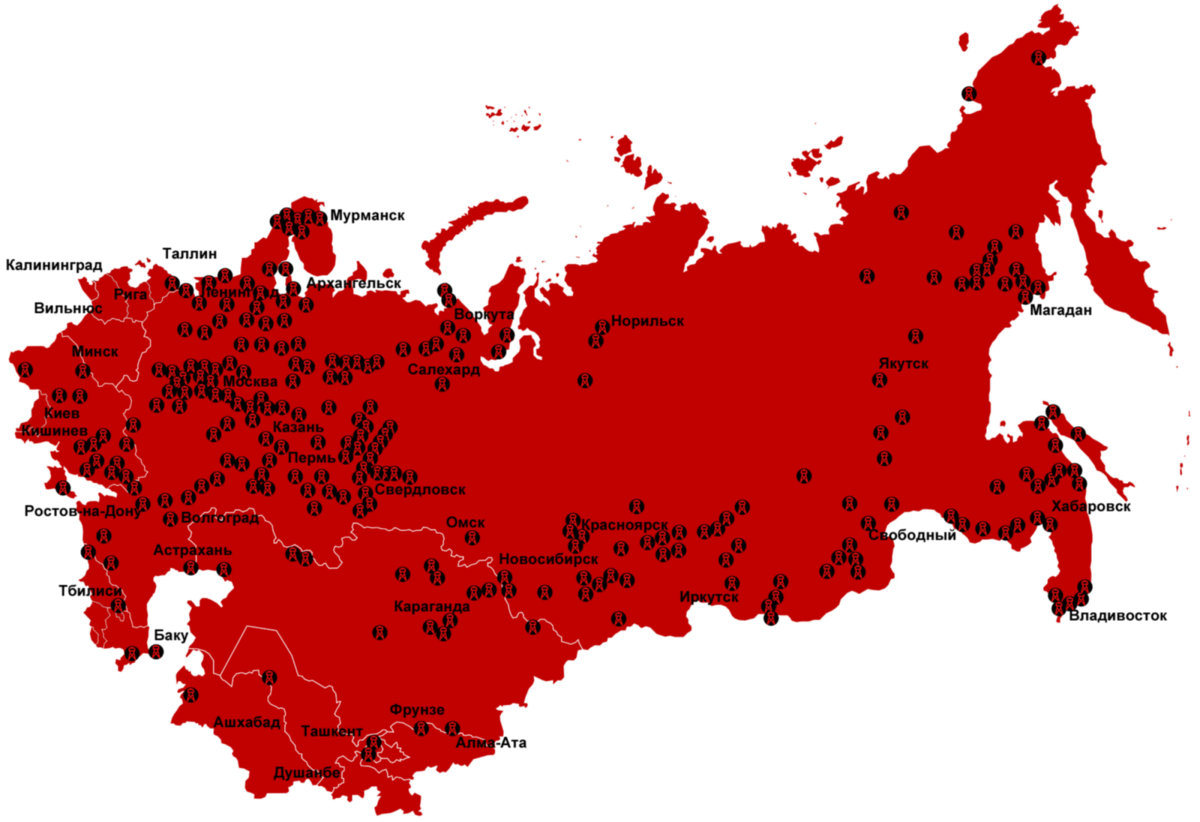 Мурманск
Таллин
Калининград
Архангельск
Рига
Ленинград
Вильнюс
Воркута
Норильск
Магадан
Минск
Салехард
Якутск
Москва
Киев
Казань
Кишинев
Пермь
Свердловск
Ростов-на-Дону
Хабаровск
Волгоград
Омск
Красноярск
Свободный
Астрахань
Новосибирск
Тбилиси
Караганда
Иркутск
Владивосток
Баку
Фрунзе
Ашхабад
Ташкент
Алма-Ата
Душанбе